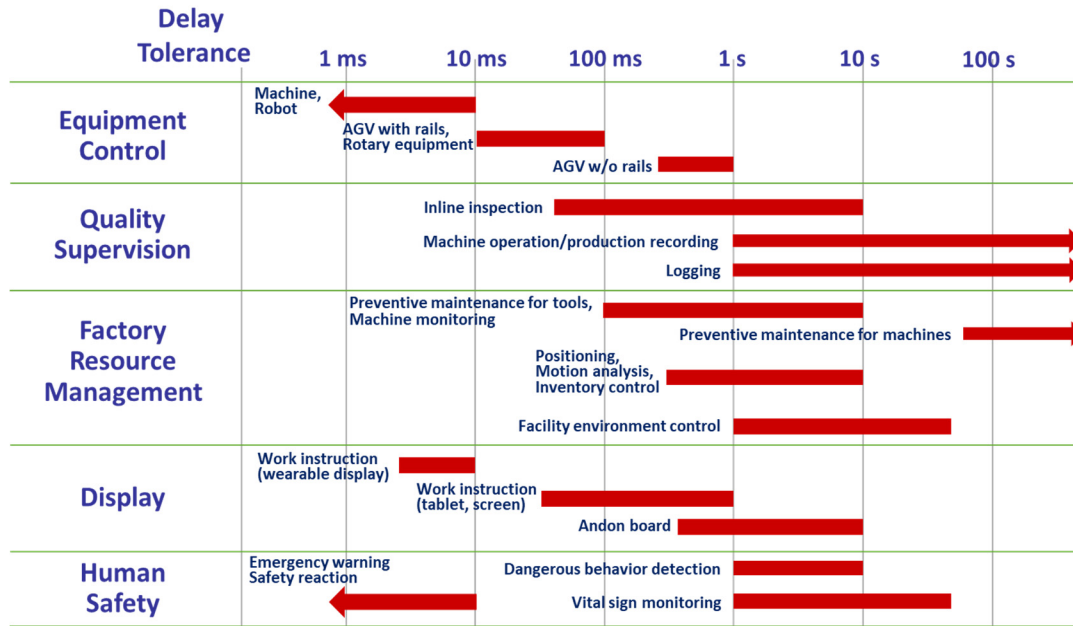 Delay
Tolerance
1 ms
10 ms
100 ms
1s
10 s
100 s
Equipment
Control
Machine,
Robot
AGV with rails,
Rotary equipment
AGV w/o rails
Quality
Supervision
Inline inspection
Machine operation/production recording
Logging
Factory
Resource
Management
Preventive maintenance for tools,
Machine monitoring
Preventive maintenance for machines
Positioning,
Motion analysis,
Inventory control
Facility environment control
Display
Work instruction
(wearable display)
Work instruction
(tablet, screen)
Andon board
Human
Safety
Emergency warning
Safety reaction
Dangerous behavior detection
Vital sign monitoring